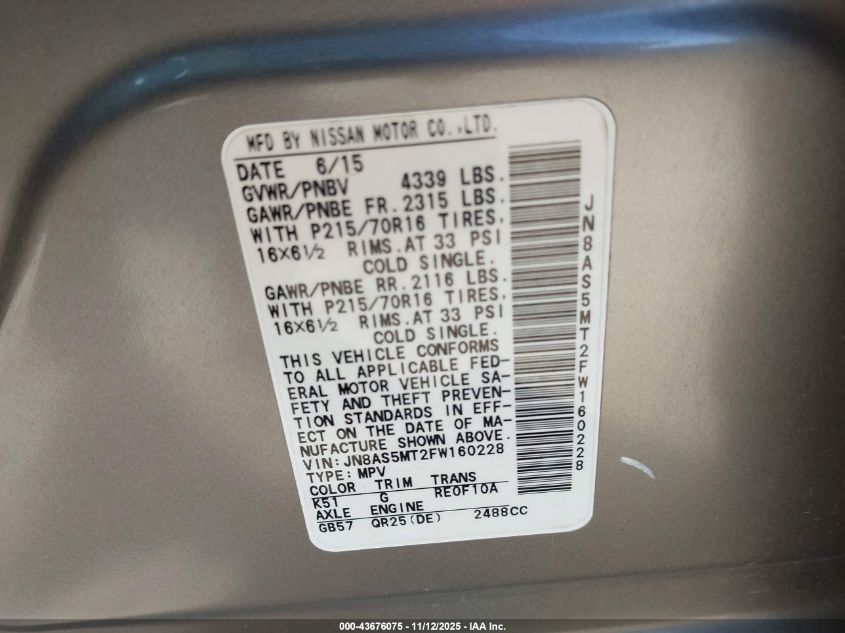 MFD BY NISSAN MOTOR CO.,LTD.
DATE 6/15
GVWR/PNBV 4339 LBS.
GAWR/PNBE FR. 2315 LBS.
WITH P215/70R16 TIRES.
16X6½ RIMS. AT 33 PSI
COLD SINGLE.
GAWR/PNBE RR. 2116 LBS.
WITH P215/70R16 TIRES.
16X6½ RIMS. AT 33 PSI
COLD SINGLE.
THIS VEHICLE CONFORMS
TO ALL APPLICABLE FED-
ERAL MOTOR VEHICLE SA-
FETY AND THEFT PREVEN-
TION STANDARDS IN EFF-
ECT ON THE DATE OF MA-
NUFACTURE SHOWN ABOVE.
VIN: JN8AS5MT2FW160228
TYPE: MPV
COLOR TRIM TRANS
K51 G RE0F10A
AXLE ENGINE
GB57 QR25(DE) 2488CC
JN8AS5MT2FW160228
000-43676075 - 11/12/2025 - IAA Inc.